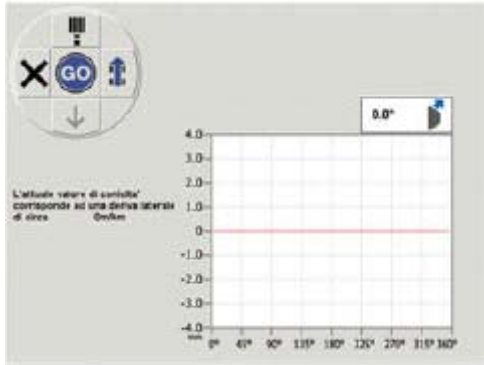 GO
0.0°
4.0
3.0
2.0
1.0
0
-1.0
-2.0
-3.0
-4.0
mm
0° 45° 90° 135° 180° 225° 270° 315° 360°
L'attuale valore di conicita'
corrisponde ad una deriva laterale
di circa 0m/km